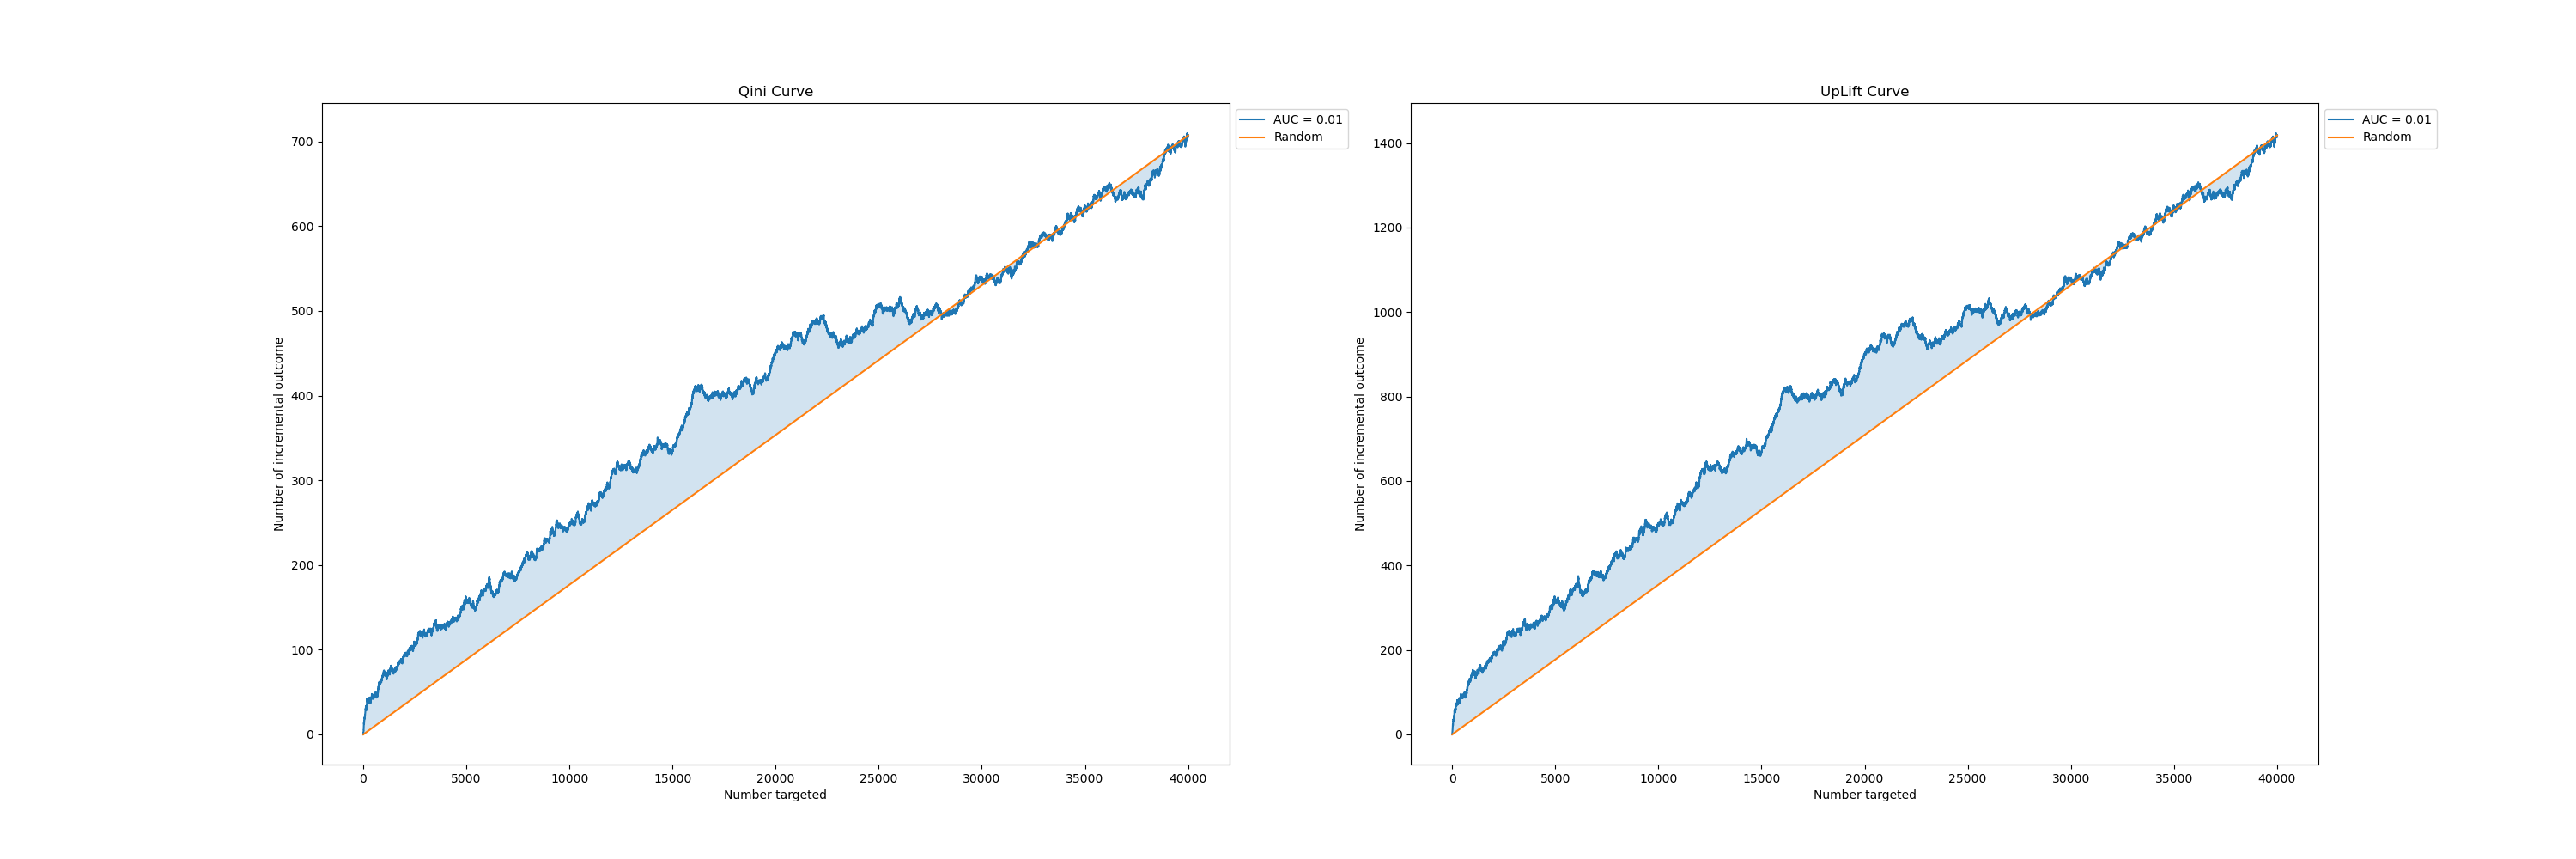 Qini Curve
AUC = 0.01
Random
700
600
500
400
300
200
100
0
Number of incremental outcome
0 5000 10000 15000 20000 25000 30000 35000 40000
Number targeted
UpLift Curve
AUC = 0.01
Random
1400
1200
1000
800
600
400
200
0
Number of incremental outcome
0 5000 10000 15000 20000 25000 30000 35000 40000
Number targeted